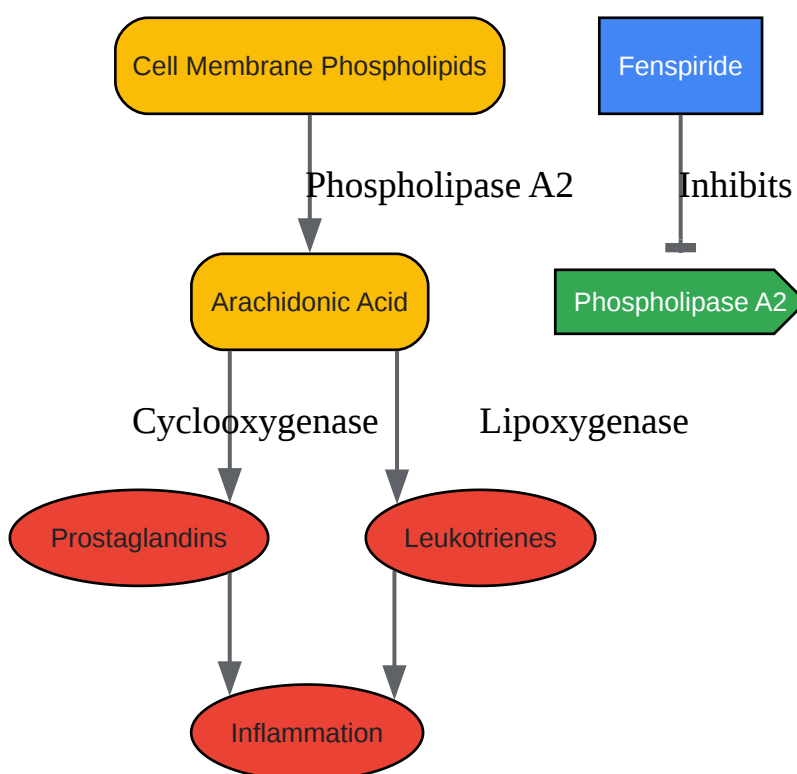 Cell Membrane Phospholipids
Fenspiride
Phospholipase A2
Inhibits
Arachidonic Acid
Phospholipase A2
Cyclooxygenase
Lipoxygenase
Prostaglandins
Leukotrienes
Inflammation